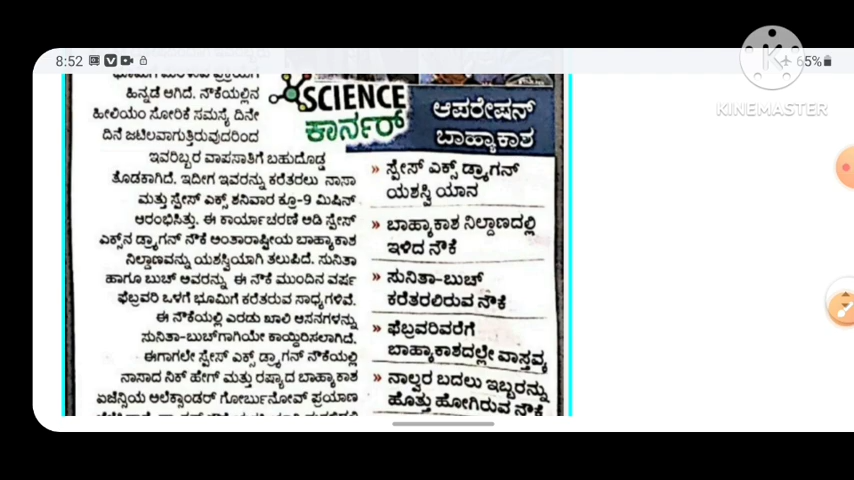 8:52
65%
KINEMASTER
ಹಿನ್ನಡೆ ಆಗಿದೆ. ನೌಕೆಯಲ್ಲಿನ
ಹೀಲಿಯಂ ಸೋರಿಕೆ ಸಮಸ್ಯೆ ದಿನೇ
ದಿನೆ ಜಟಿಲವಾಗುತ್ತಿರುವುದರಿಂದ
ಇವರಿಬ್ಬರ ವಾಪಸಾತಿಗೆ ಬಹುದೊಡ್ಡ
ತೊಡಕಾಗಿದೆ. ಇದೀಗ ಇವರನ್ನು ಕರೆತರಲು ನಾಸಾ
ಮತ್ತು ಸ್ಪೇಸ್ ಎಕ್ಸ್ ಶನಿವಾರ ಕ್ರೂ-9 ಮಿಷಿನ್
ಆರಂಭಿಸಿತ್ತು. ಈ ಕಾರ್ಯಾಚರಣೆ ಅಡಿ ಸ್ಪೇಸ್
ಎಕ್ಸ್‌ನ ಡ್ರ್ಯಾಗನ್ ನೌಕೆ ಅಂತಾರಾಷ್ಟ್ರೀಯ ಬಾಹ್ಯಾಕಾಶ
ನಿಲ್ದಾಣವನ್ನು ಯಶಸ್ವಿಯಾಗಿ ತಲುಪಿದೆ. ಸುನಿತಾ
ಹಾಗೂ ಬುಚ್ ಅವರನ್ನು ಈ ನೌಕೆ ಮುಂದಿನ ವರ್ಷ
ಫೆಬ್ರವರಿ ಒಳಗೆ ಭೂಮಿಗೆ ಕರೆತರುವ ಸಾಧ್ಯಗಳಿವೆ.
ಈ ನೌಕೆಯಲ್ಲಿ ಎರಡು ಖಾಲಿ ಆಸನಗಳನ್ನು
ಸುನಿತಾ-ಬುಚ್‌ಗಾಗಿಯೇ ಕಾಯ್ದಿರಿಸಲಾಗಿದೆ.
ಈಗಾಗಲೇ ಸ್ಪೇಸ್ ಎಕ್ಸ್ ಡ್ರ್ಯಾಗನ್ ನೌಕೆಯಲ್ಲಿ
ನಾಸಾದ ನಿಕ್ ಹೇಗ್ ಮತ್ತು ರಷ್ಯಾದ ಬಾಹ್ಯಾಕಾಶ
ಏಜೆನ್ಸಿಯ ಅಲೆಕ್ಸಾಂಡರ್ ಗೋರ್ಬುನೋವ್ ಪ್ರಯಾಣ
SCIENCE
ಕಾರ್ನರ್
ಆಪರೇಷನ್
ಬಾಹ್ಯಾಕಾಶ
» ಸ್ಪೇಸ್ ಎಕ್ಸ್ ಡ್ರ್ಯಾಗನ್
ಯಶಸ್ವಿ ಯಾನ
» ಬಾಹ್ಯಾಕಾಶ ನಿಲ್ದಾಣದಲ್ಲಿ
ಇಳಿದ ನೌಕೆ
» ಸುನಿತಾ-ಬುಚ್
ಕರೆತರಲಿರುವ ನೌಕೆ
» ಫೆಬ್ರವರಿವರೆಗೆ
ಬಾಹ್ಯಾಕಾಶದಲ್ಲೇ ವಾಸ್ತವ್ಯ
» ನಾಲ್ವರ ಬದಲು ಇಬ್ಬರನ್ನು
ಹೊತ್ತು ಹೋಗಿರುವ ನೌಕೆ